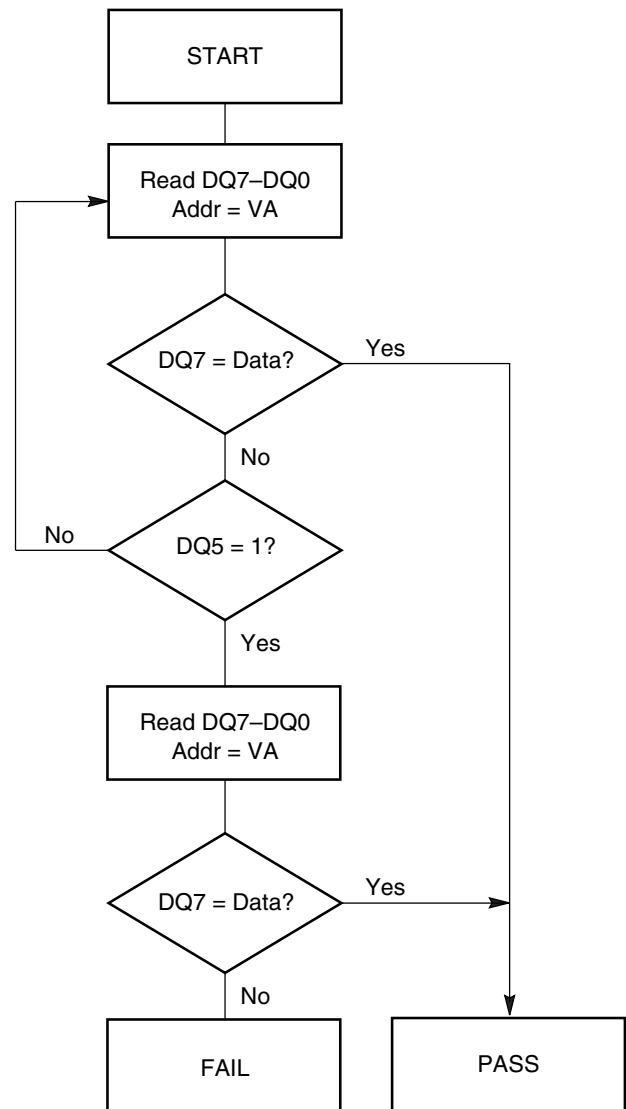 START
Read DQ7–DQ0
Addr = VA
DQ7 = Data?
Yes
No
No
DQ5 = 1?
Yes
Read DQ7–DQ0
Addr = VA
DQ7 = Data?
Yes
No
FAIL
PASS